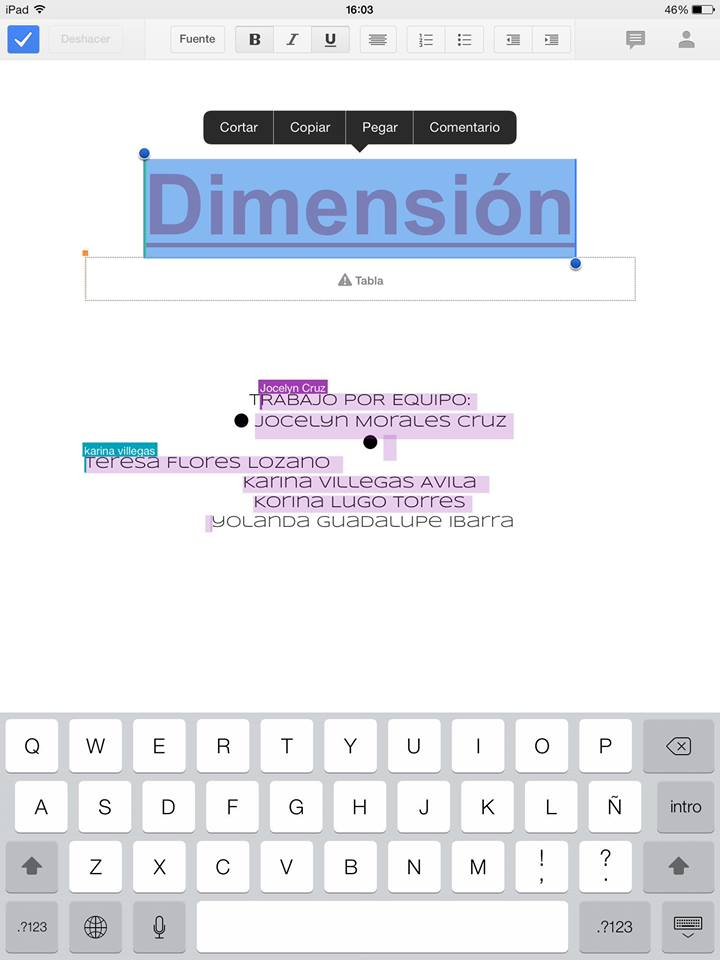 iPad 16:03 46%
Deshacer Fuente B I U
Cortar Copiar Pegar Comentario
Dimensión
Tabla
Jocelyn Cruz
TRABAJO POR EQUIPO:
Jocelyn Morales Cruz
karina villegas
Teresa Flores Lozano
Karina Villegas Avila
Korina Lugo Torres
Yolanda Guadalupe Ibarra
Q W E R T Y U I O P
A S D F G H J K L Ñ intro
Z X C V B N M ! , ? .
.?123 .?123